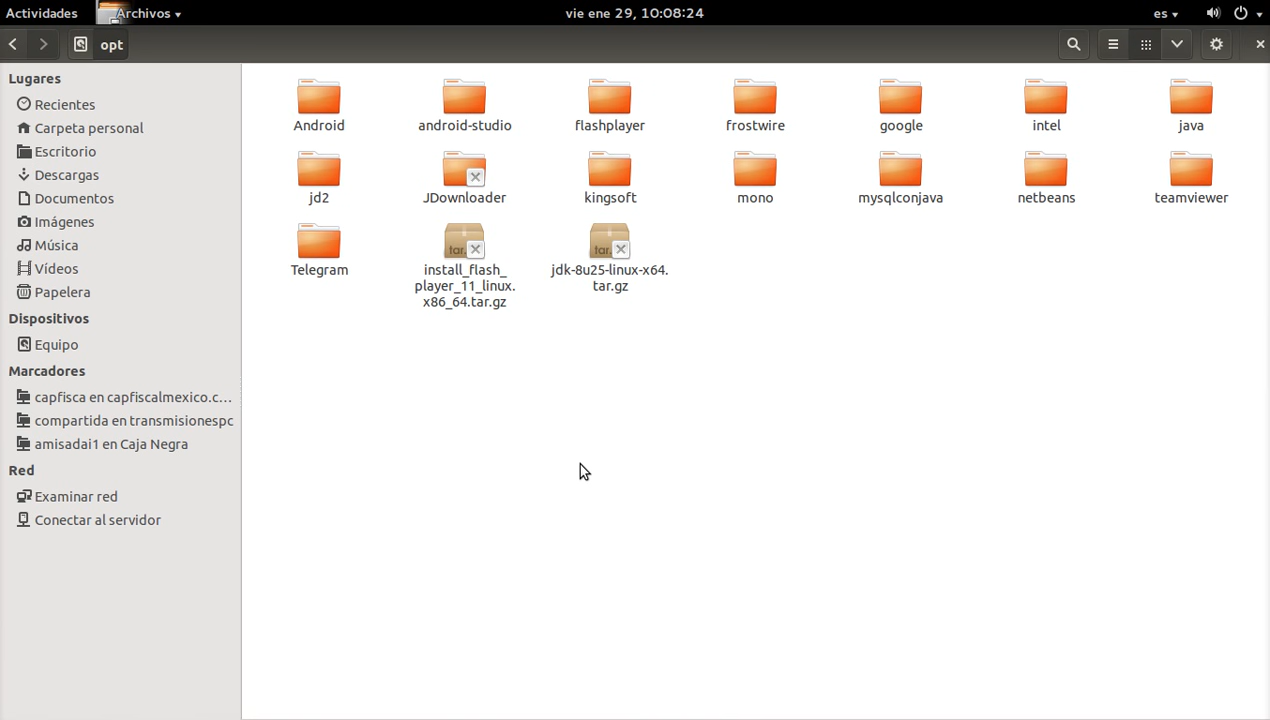 Actividades
Archivos
vie ene 29, 10:08:24
es
opt
Lugares
Recientes
Carpeta personal
Escritorio
Descargas
Documentos
Imágenes
Música
Vídeos
Papelera
Dispositivos
Equipo
Marcadores
capfisca en capfiscalmexico.c...
compartida en transmisionespc
amisadai1 en Caja Negra
Red
Examinar red
Conectar al servidor
Android
android-studio
flashplayer
frostwire
google
intel
java
jd2
JDownloader
kingsoft
mono
mysqlconjava
netbeans
teamviewer
Telegram
tar.
install_flash_
player_11_linux.
x86_64.tar.gz
tar.
jdk-8u25-linux-x64.
tar.gz